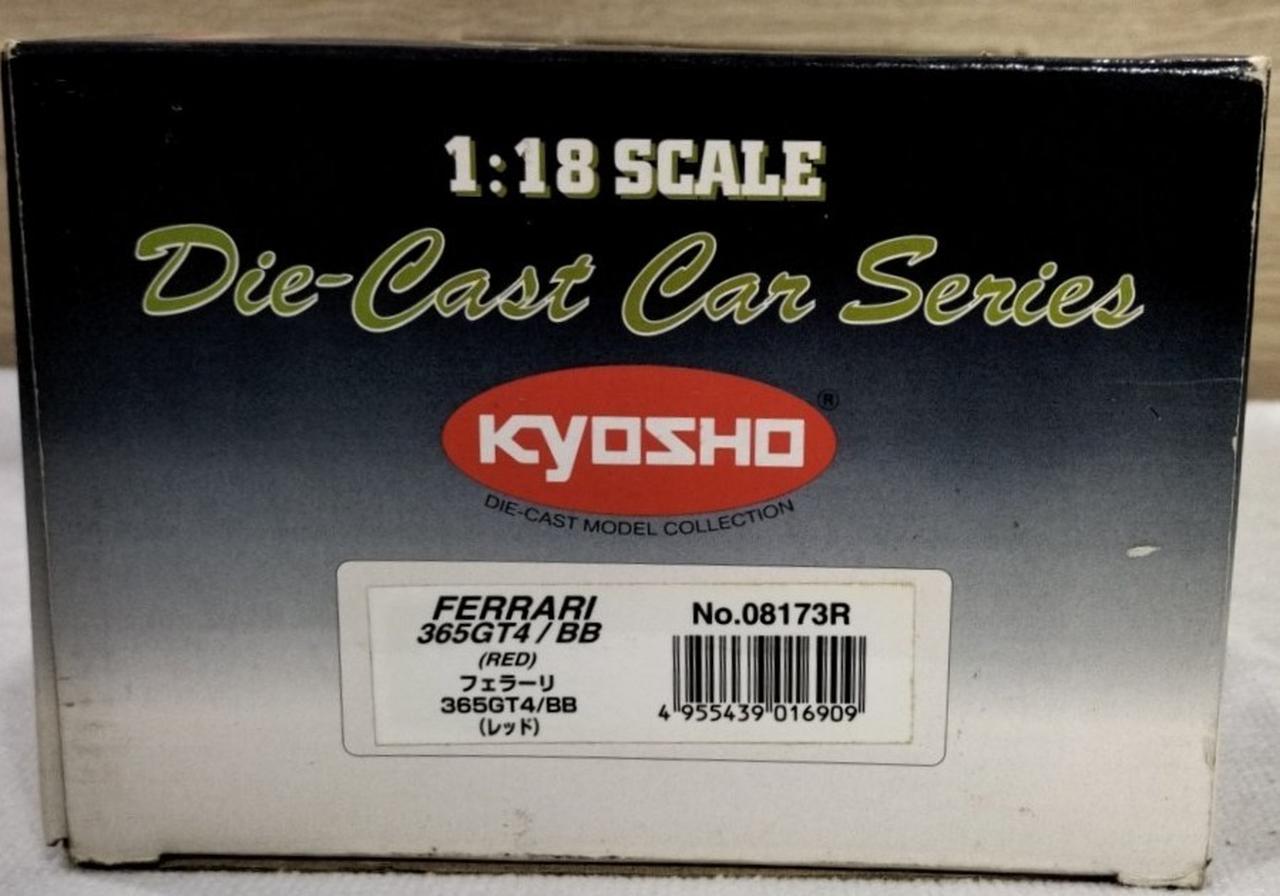 1:18 SCALE
Die-Cast Car Series
KYOSHO ®
DIE-CAST MODEL COLLECTION
FERRARI
365GT4/BB
(RED)
フェラーリ
365GT4/BB
(レッド)
No.08173R
4 955439 016909